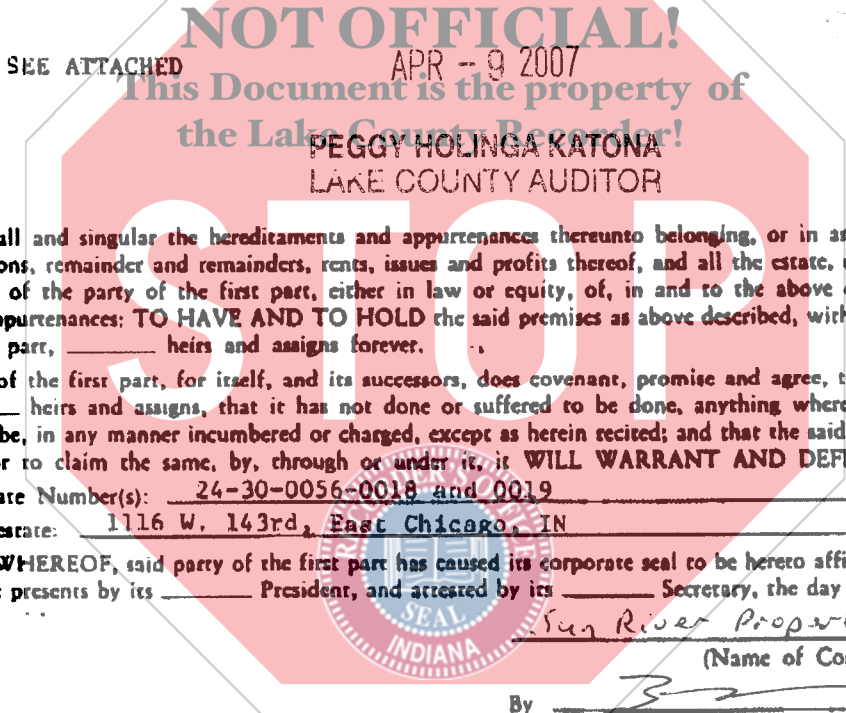 NOT OFFICIAL!
SEE ATTACHED
APR - 9 2007
This Document is the property of
the Lake County Recorder!
PEGGY HOLINGA KATONA
LAKE COUNTY AUDITOR
STOP
all and singular the hereditaments and appurtenances thereunto belonging, or in
ons, remainder and remainders, rents, issues and profits thereof, and all the estate,
of the party of the first part, either in law or equity, of, in and to the above
ppurtenances: TO HAVE AND TO HOLD the said premises as above described, with
part, ________ heirs and assigns forever.
of the first part, for itself, and its successors, does covenant, promise and agree,
__ heirs and assigns, that it has not done or suffered to be done, anything where
be, in any manner incumbered or charged, except as herein recited; and that the said
r to claim the same, by, through or under it, it WILL WARRANT AND DEF
ate Number(s): 24-30-0056-0018 and 0019
estate: 1116 W. 143rd, East Chicago, IN
WHEREOF, said party of the first part has caused its corporate seal to be hereto affi
presents by its ________ President, and attested by its ________ Secretary, the day
RECORDER'S OFFICE
SEAL
INDIANA
Sun River Proper
(Name of Co
By